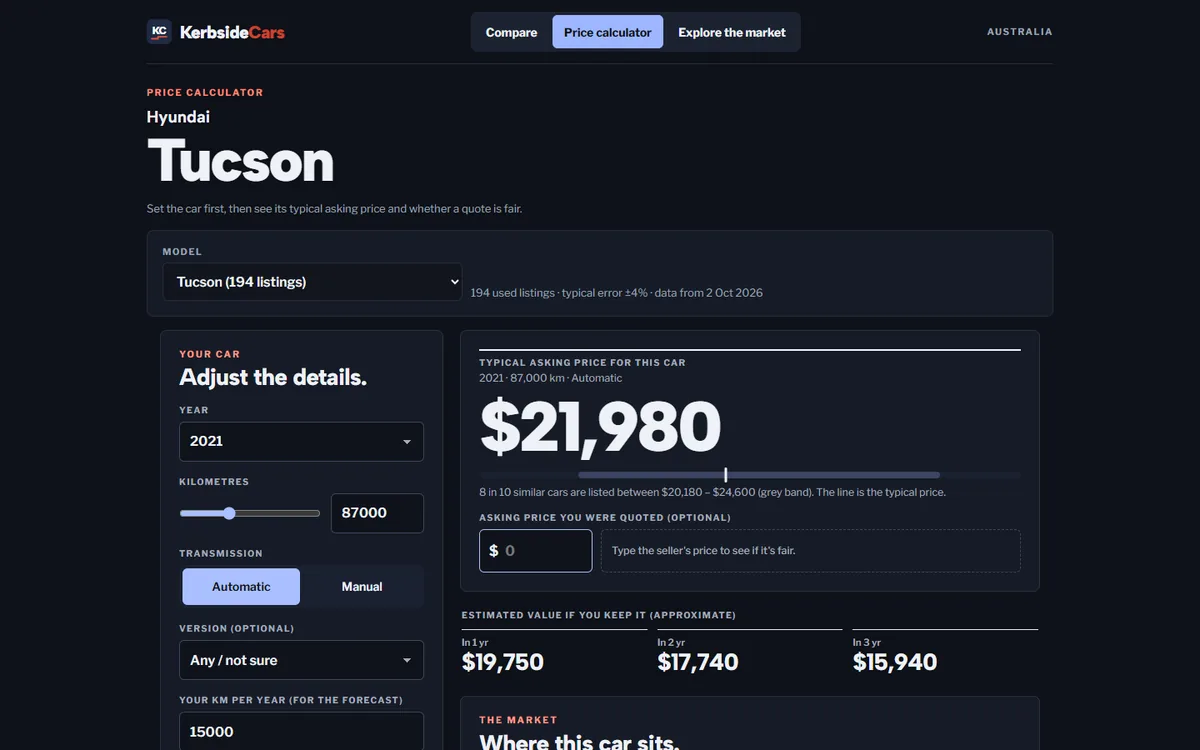 KC KerbsideCars
Compare
Price calculator
Explore the market
AUSTRALIA
PRICE CALCULATOR
Hyundai
Tucson
Set the car first, then see its typical asking price and whether a quote is fair.
MODEL
Tucson (194 listings)
194 used listings · typical error ±4% · data from 2 Oct 2026
YOUR CAR
Adjust the details.
YEAR
2021
KILOMETRES
87000
TRANSMISSION
Automatic
Manual
VERSION (OPTIONAL)
Any / not sure
YOUR KM PER YEAR (FOR THE FORECAST)
15000
TYPICAL ASKING PRICE FOR THIS CAR
2021 · 87,000 km · Automatic
$21,980
8 in 10 similar cars are listed between $20,180 – $24,600 (grey band). The line is the typical price.
ASKING PRICE YOU WERE QUOTED (OPTIONAL)
$ 0
Type the seller's price to see if it's fair.
ESTIMATED VALUE IF YOU KEEP IT (APPROXIMATE)
In 1 yr
$19,750
In 2 yr
$17,740
In 3 yr
$15,940
THE MARKET
Where this car sits.